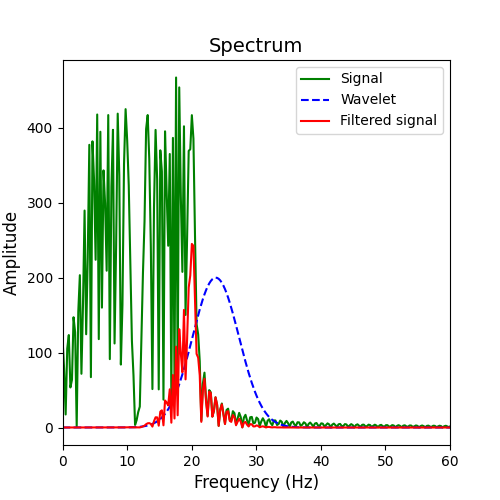 Spectrum
Signal
Wavelet
Filtered signal
400
300
200
100
0
Amplitude
0 10 20 30 40 50 60
Frequency (Hz)